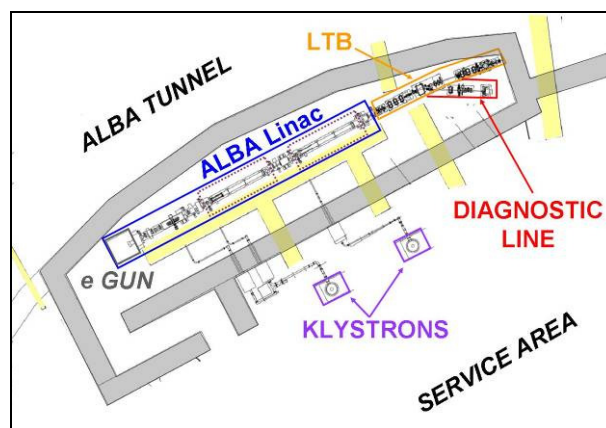 LTB
ALBA TUNNEL
ALBA Linac
DIAGNOSTIC
LINE
e GUN
KLYSTRONS
SERVICE AREA